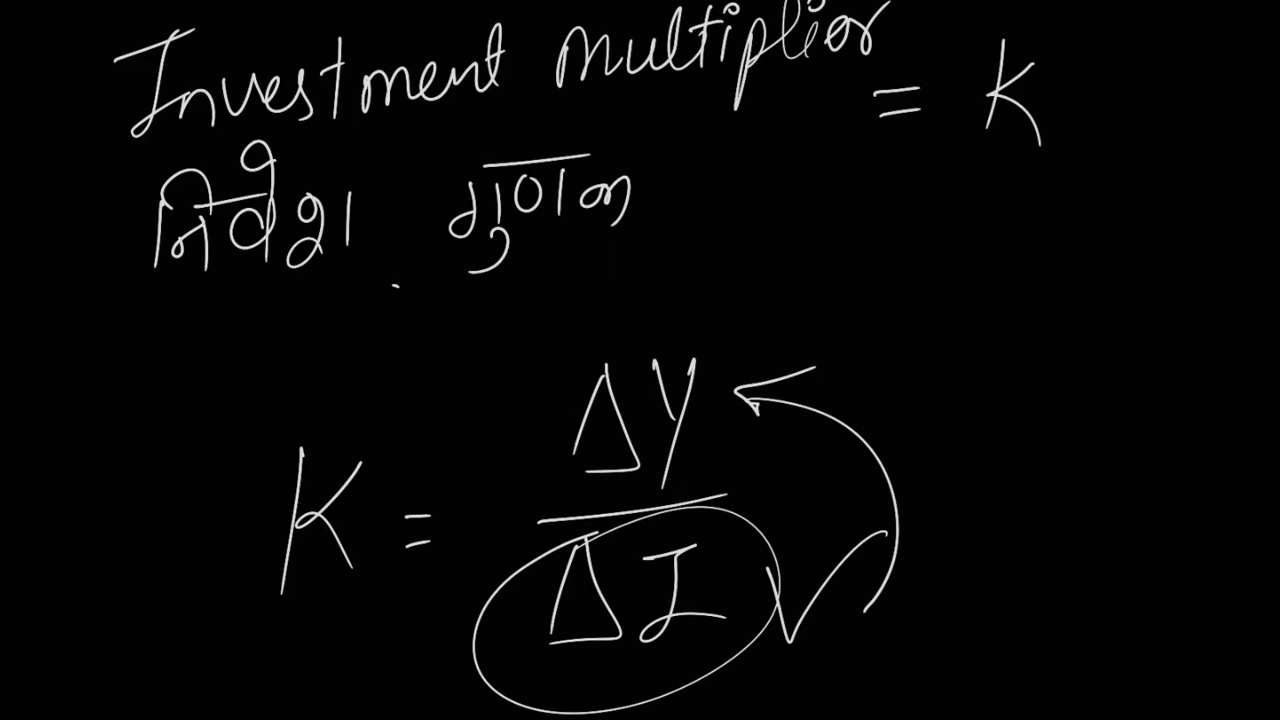 Investment multiplier = K
निवेश गुणक
K = ΔY / ΔI